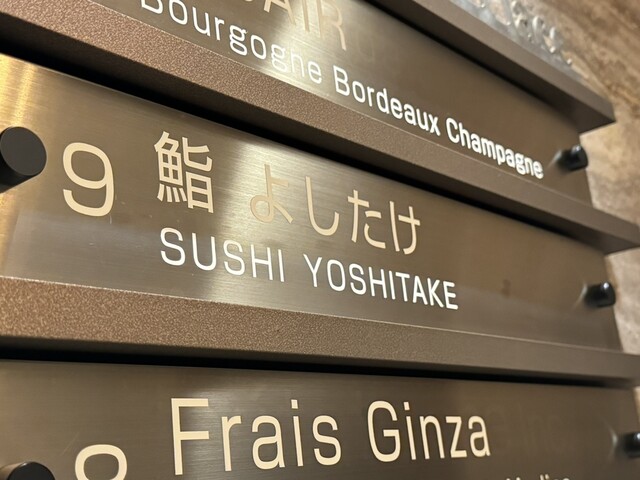 Bourgogne Bordeaux Champagne
9 鮨 よしたけ
SUSHI YOSHITAKE
Frais Ginza